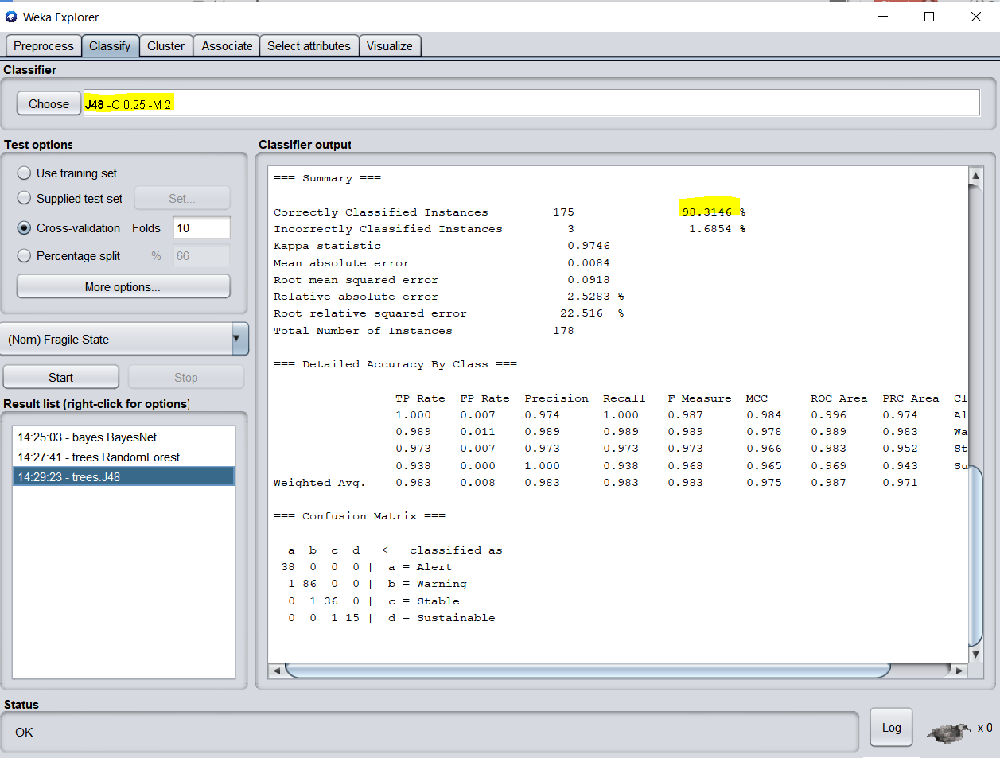 Weka Explorer
Preprocess Classify Cluster Associate Select attributes Visualize
Classifier
Choose J48 -C 0.25 -M 2
Test options
Use training set
Supplied test set Set...
Cross-validation Folds 10
Percentage split % 66
More options...
(Nom) Fragile State
Start Stop
Result list (right-click for options)
14:25:03 - bayes.BayesNet
14:27:41 - trees.RandomForest
14:29:23 - trees.J48
Classifier output
=== Summary ===
Correctly Classified Instances 175 98.3146 %
Incorrectly Classified Instances 3 1.6854 %
Kappa statistic 0.9746
Mean absolute error 0.0084
Root mean squared error 0.0918
Relative absolute error 2.5283 %
Root relative squared error 22.516 %
Total Number of Instances 178
=== Detailed Accuracy By Class ===
TP Rate FP Rate Precision Recall F-Measure MCC ROC Area PRC Area Cl
1.000 0.007 0.974 1.000 0.987 0.984 0.996 0.974 Al
0.989 0.011 0.989 0.989 0.989 0.978 0.989 0.983 Wa
0.973 0.007 0.973 0.973 0.973 0.966 0.983 0.952 St
0.938 0.000 1.000 0.938 0.968 0.965 0.969 0.943 Su
Weighted Avg. 0.983 0.008 0.983 0.983 0.983 0.975 0.987 0.971
=== Confusion Matrix ===
a b c d <-- classified as
38 0 0 0 | a = Alert
1 86 0 0 | b = Warning
0 1 36 0 | c = Stable
0 0 1 15 | d = Sustainable
Status
OK
Log
x 0